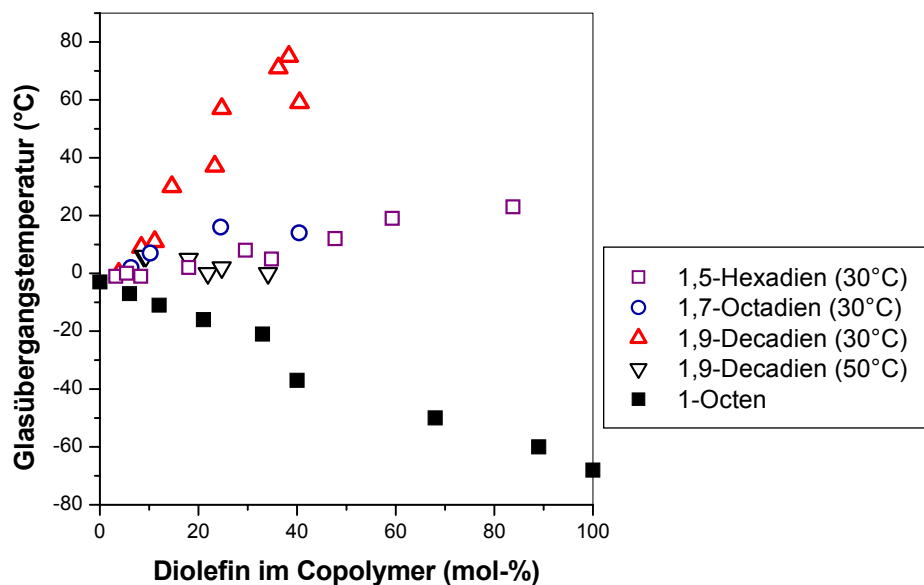 Glasübergangstemperatur (°C)
80
60
40
20
0
-20
-40
-60
-80
0
20
40
60
80
100
Diolefin im Copolymer (mol-%)
1,5-Hexadien (30°C)
1,7-Octadien (30°C)
1,9-Decadien (30°C)
1,9-Decadien (50°C)
1-Octen